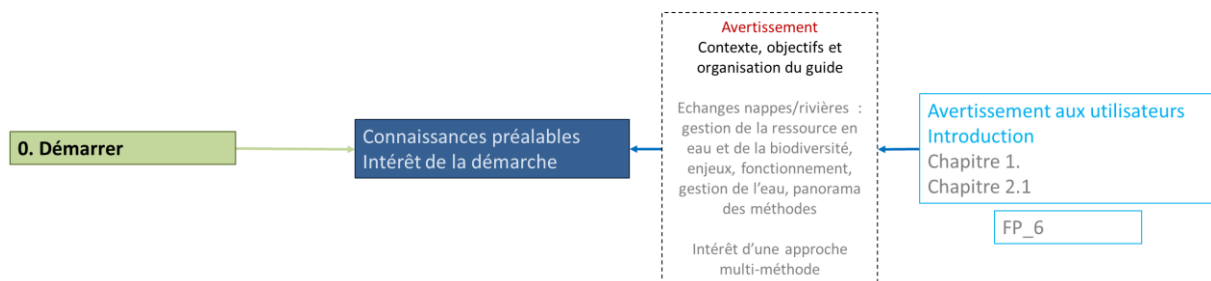 0. Démarrer
Connaissances préalables
Intérêt de la démarche
Avertissement
Contexte, objectifs et
organisation du guide
Echanges nappes/rivières :
gestion de la ressource en
eau et de la biodiversité,
enjeux, fonctionnement,
gestion de l'eau, panorama
des méthodes
Intérêt d'une approche
multi-méthode
Avertissement aux utilisateurs
Introduction
Chapitre 1.
Chapitre 2.1
FP_6